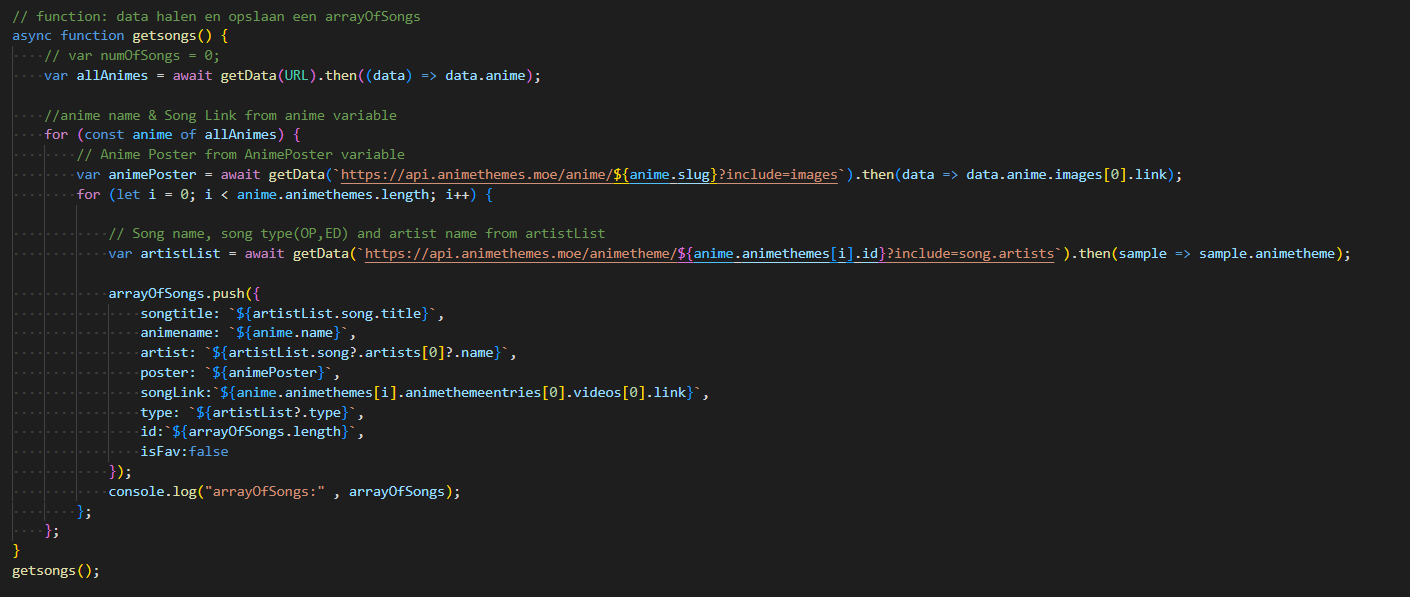 // function: data halen en opslaan een arrayOfSongs
async function getsongs() {
// var numOfSongs = 0;
var allAnimes = await getData(URL).then((data) => data.anime);
//anime name & Song Link from anime variable
for (const anime of allAnimes) {
// Anime Poster from AnimePoster variable
var animePoster = await getData(`https://api.animethemes.moe/anime/${anime.slug}?include=images`).then(data => data.anime.images[0].link);
for (let i = 0; i < anime.animethemes.length; i++) {
// Song name, song type(OP,ED) and artist name from artistList
var artistList = await getData(`https://api.animethemes.moe/animetheme/${anime.animethemes[i].id}?include=song.artists`).then(sample => sample.animetheme);
arrayOfSongs.push({
songtitle: `${artistList.song.title}`,
animename: `${anime.name}`,
artist: `${artistList.song?.artists[0]?.name}`,
poster: `${animePoster}`,
songLink:`${anime.animethemes[i].animethemeentries[0].videos[0].link}`,
type: `${artistList?.type}`,
id:`${arrayOfSongs.length}`,
isFav:false
});
console.log("arrayOfSongs:" , arrayOfSongs);
};
};
}
getsongs();